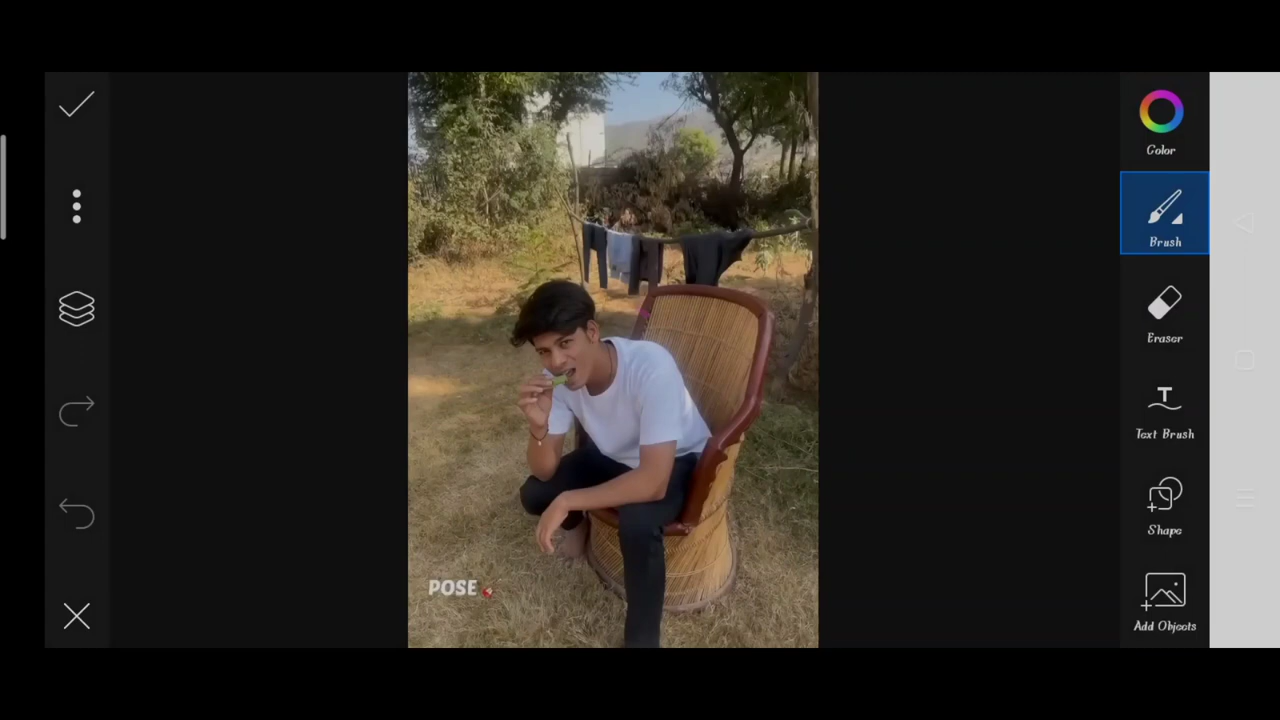 Color
Brush
Eraser
Text Brush
Shape
Add Objects
POSE